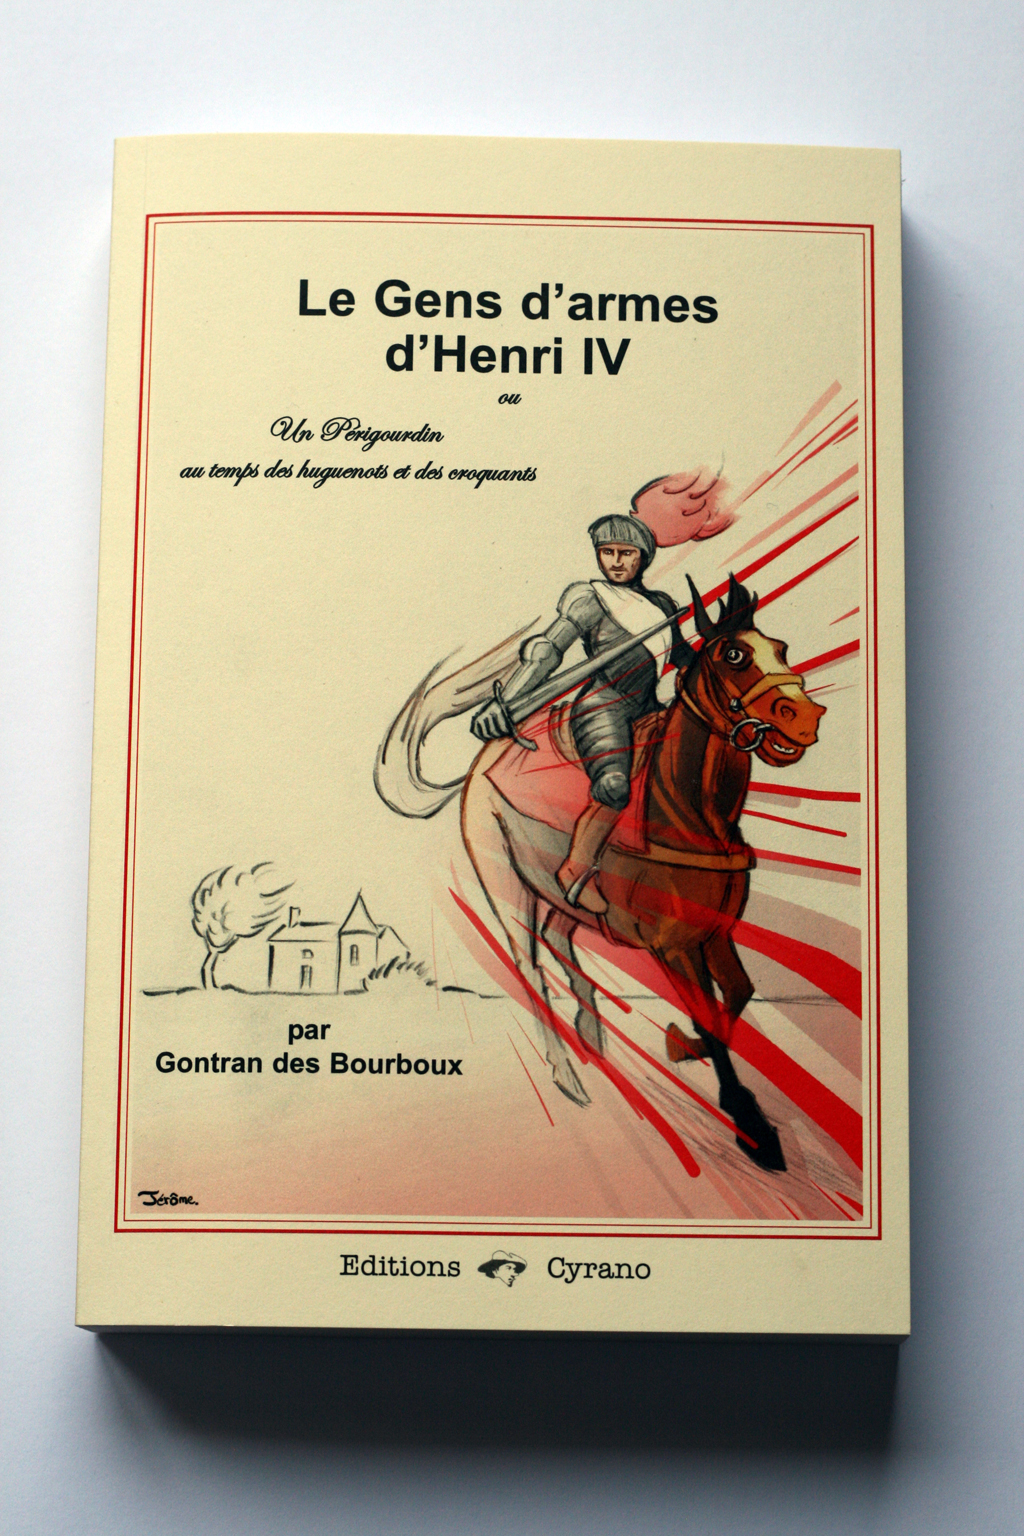 Le Gens d'armes
d'Henri IV
ou
Un Périgourdin
au temps des huguenots et des croquants
par
Gontran des Bourboux
Jérôme.
Editions Cyrano